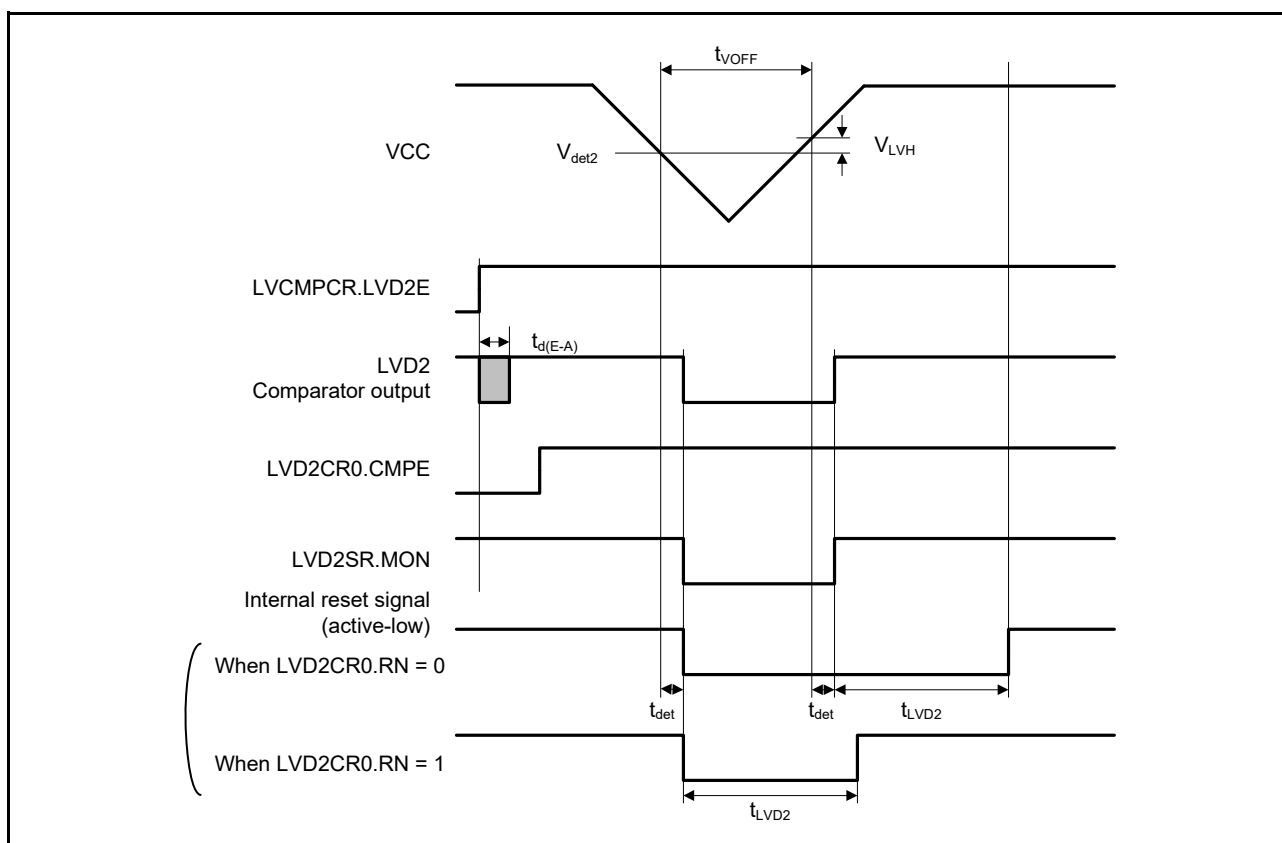 tVOFF
VCC
Vdet2
VLVH
LVCMPCR.LVD2E
td(E-A)
LVD2
Comparator output
LVD2CR0.CMPE
LVD2SR.MON
Internal reset signal
(active-low)
When LVD2CR0.RN = 0
tdet
tdet
tLVD2
When LVD2CR0.RN = 1
tLVD2